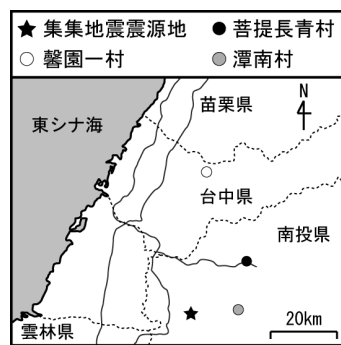 ★ 集集地震震源地 ● 菩提長青村
○ 馨園一村 ● 潭南村
苗栗県
N
東シナ海
台中県
南投県
雲林県
20km